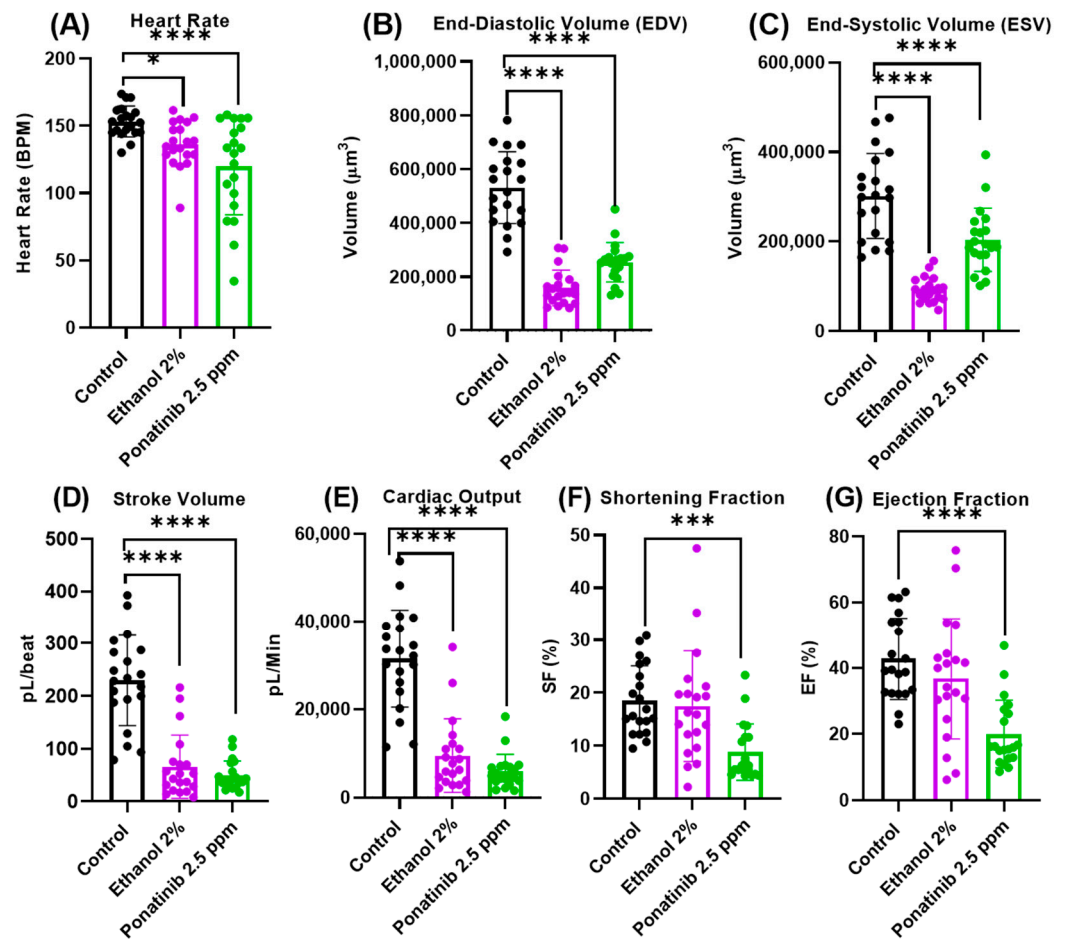 (A) Heart Rate
****
*
Heart Rate (BPM)
200
150
100
50
0
Control
Ethanol 2%
Ponatinib 2.5 ppm
(B) End-Diastolic Volume (EDV)
****
****
Volume (μm³)
1,000,000
800,000
600,000
400,000
200,000
0
Control
Ethanol 2%
Ponatinib 2.5 ppm
(C) End-Systolic Volume (ESV)
****
****
Volume (μm³)
600,000
400,000
200,000
0
Control
Ethanol 2%
Ponatinib 2.5 ppm
(D) Stroke Volume
****
****
pL/beat
500
400
300
200
100
0
Control
Ethanol 2%
Ponatinib 2.5 ppm
(E) Cardiac Output
****
****
pL/Min
60,000
40,000
20,000
0
Control
Ethanol 2%
Ponatinib 2.5 ppm
(F) Shortening Fraction
***
SF (%)
50
40
30
20
10
0
Control
Ethanol 2%
Ponatinib 2.5 ppm
(G) Ejection Fraction
****
EF (%)
80
60
40
20
0
Control
Ethanol 2%
Ponatinib 2.5 ppm